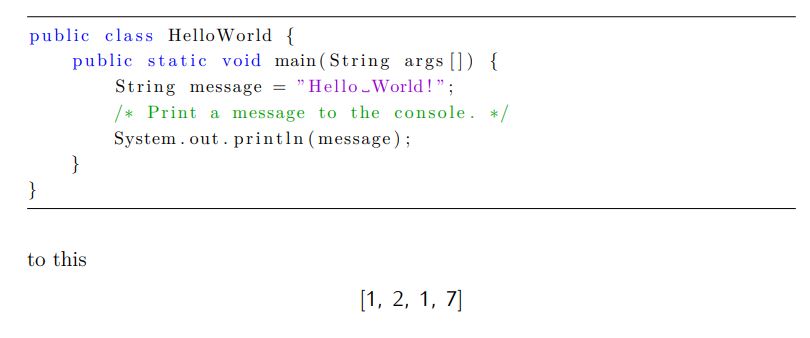 public class HelloWorld {
public static void main(String args[]) {
String message = "Hello␣World!";
/* Print a message to the console. */
System.out.println(message);
}
}
to this
[1, 2, 1, 7]